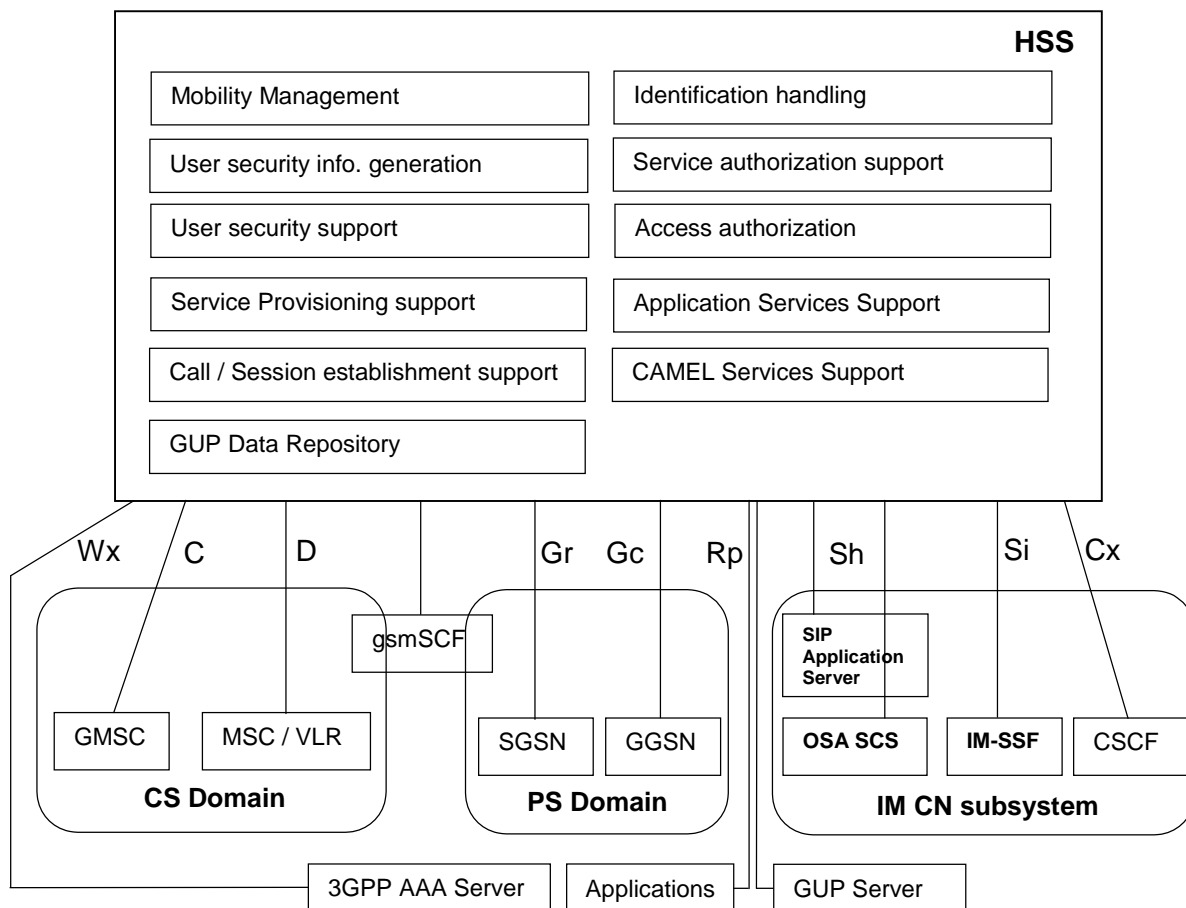 HSS
Mobility Management
Identification handling
User security info. generation
Service authorization support
User security support
Access authorization
Service Provisioning support
Application Services Support
Call / Session establishment support
CAMEL Services Support
GUP Data Repository
Wx
C
D
Gr
Gc
Rp
Sh
Si
Cx
gsmSCF
SIP
Application
Server
GMSC
MSC / VLR
SGSN
GGSN
OSA SCS
IM-SSF
CSCF
CS Domain
PS Domain
IM CN subsystem
3GPP AAA Server
Applications
GUP Server